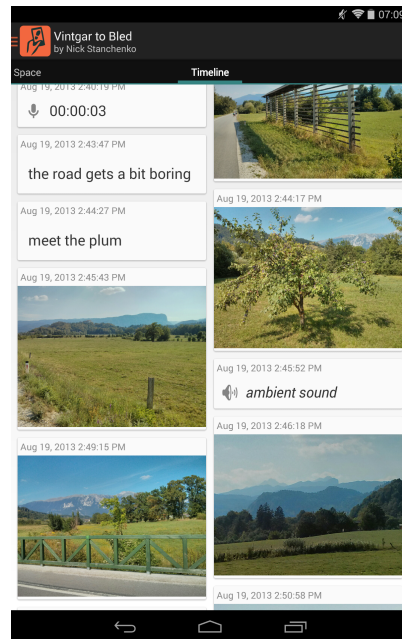 07:09
Vintgar to Bled
by Nick Stanchenko
Space
Timeline
Aug 19, 2013 2:40:19 PM
00:00:03
Aug 19, 2013 2:43:47 PM
the road gets a bit boring
Aug 19, 2013 2:44:17 PM
Aug 19, 2013 2:44:27 PM
meet the plum
Aug 19, 2013 2:45:43 PM
Aug 19, 2013 2:45:52 PM
ambient sound
Aug 19, 2013 2:46:18 PM
Aug 19, 2013 2:49:15 PM
Aug 19, 2013 2:50:58 PM